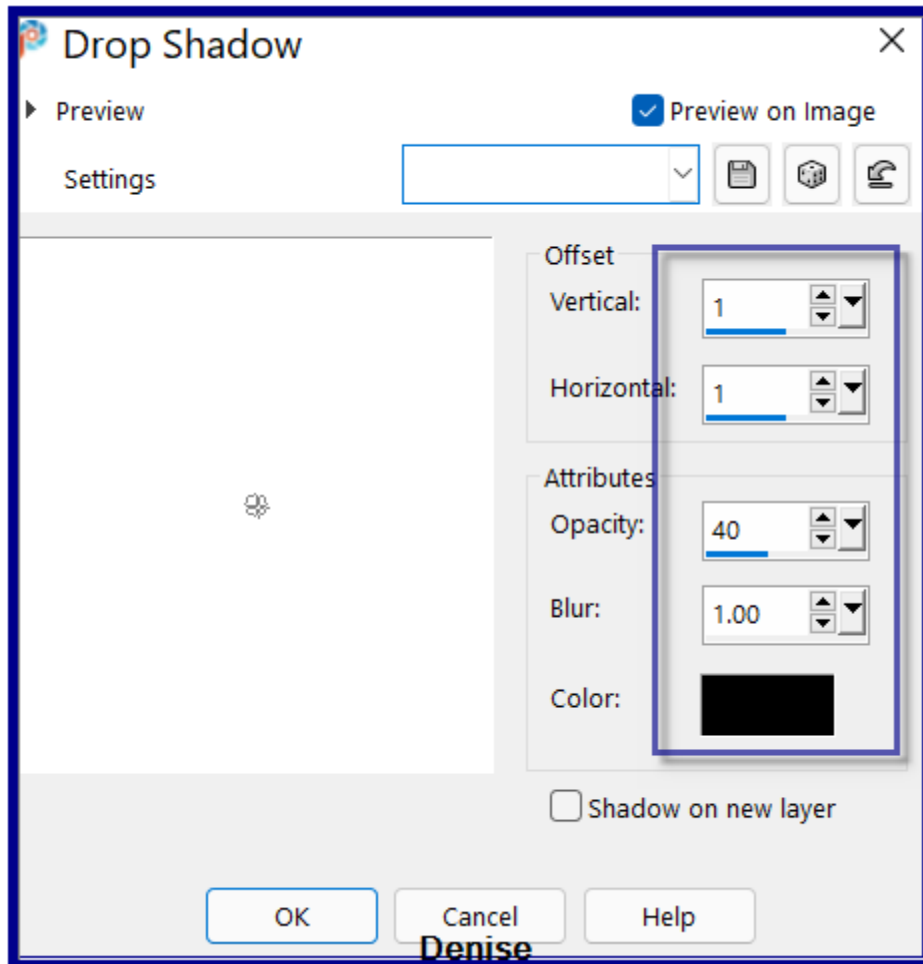 Drop Shadow
Preview
Preview on Image
Settings
Offset
Vertical: 1
Horizontal: 1
Attributes
Opacity: 40
Blur: 1.00
Color:
Shadow on new layer
OK Cancel Help
Denise